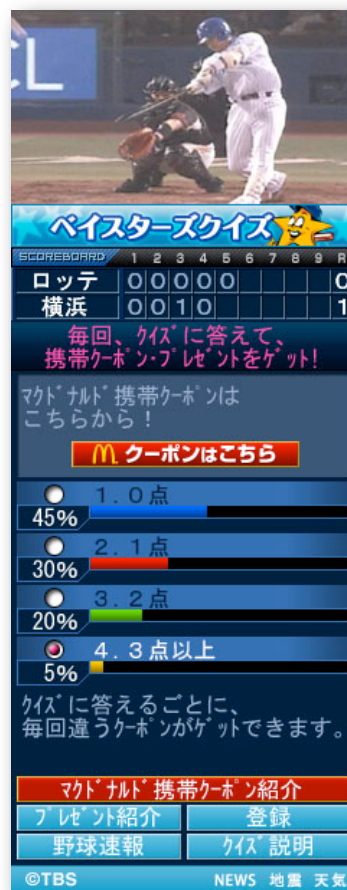 CL
ベイスターズクイズ
SCOREBOARD 1 2 3 4 5 6 7 8 9 R
ロッテ 0 0 0 0 0 0
横浜 0 0 1 0 1
毎回、クイズに答えて、
携帯クーポン・プレゼントをゲット!
マクドナルド携帯クーポンは
こちらから!
クーポンはこちら
1.0点
45%
2.1点
30%
3.2点
20%
4.3点以上
5%
クイズに答えるごとに、
毎回違うクーポンがゲットできます。
マクドナルド携帯クーポン紹介
プレゼント紹介 登録
野球速報 クイズ説明
©TBS NEWS 地震 天気